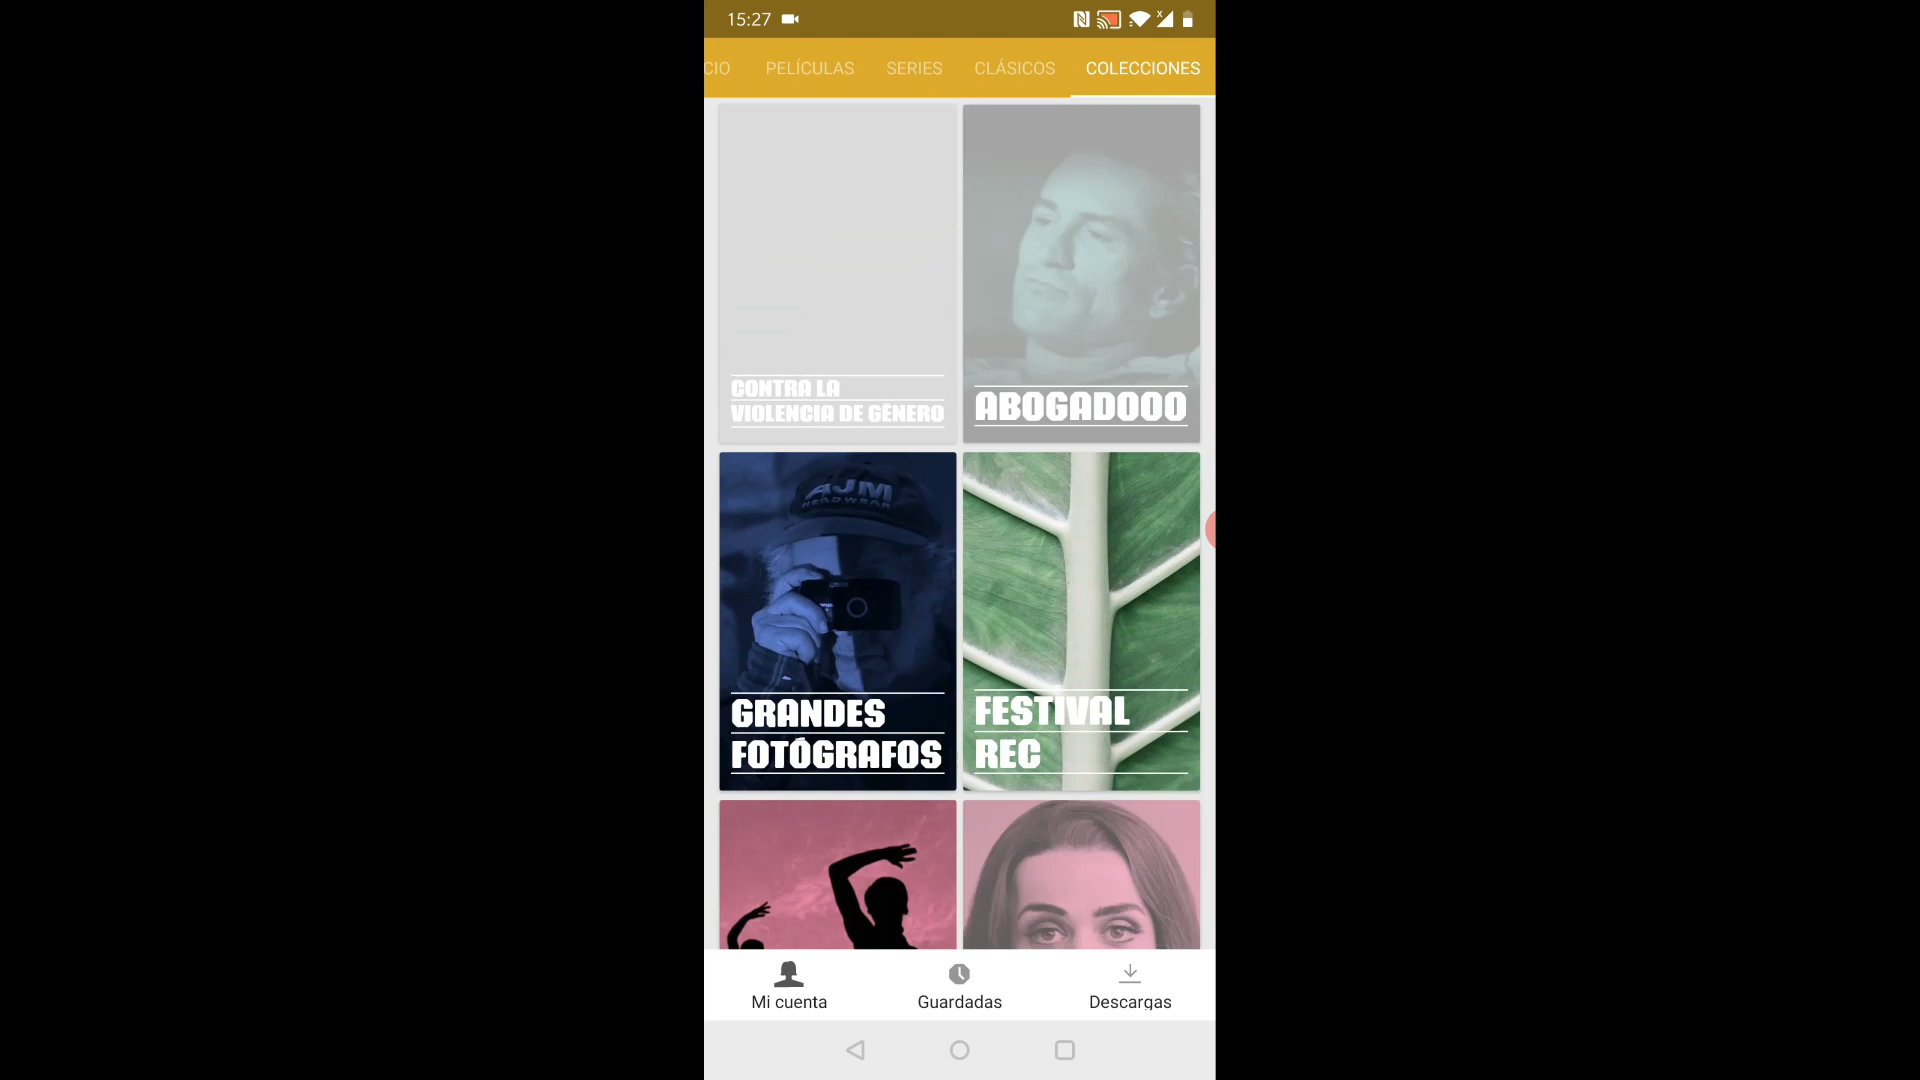 15:27
CIO PELÍCULAS SERIES CLÁSICOS COLECCIONES
CONTRA LA
VIOLENCIA DE GÉNERO
ABOGADOOO
AJM
HEADWEAR
GRANDES
FOTÓGRAFOS
FESTIVAL
REC
Mi cuenta Guardadas Descargas